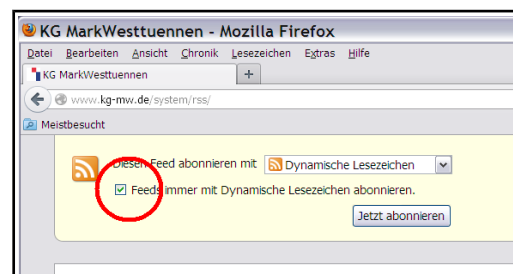 KG MarkWesttuennen - Mozilla Firefox
Datei Bearbeiten Ansicht Chronik Lesezeichen Extras Hilfe
KG MarkWesttuennen +
www.kg-mw.de/system/rss/
Meistbesucht
Diesen Feed abonnieren mit Dynamische Lesezeichen
Feeds immer mit Dynamische Lesezeichen abonnieren.
Jetzt abonnieren